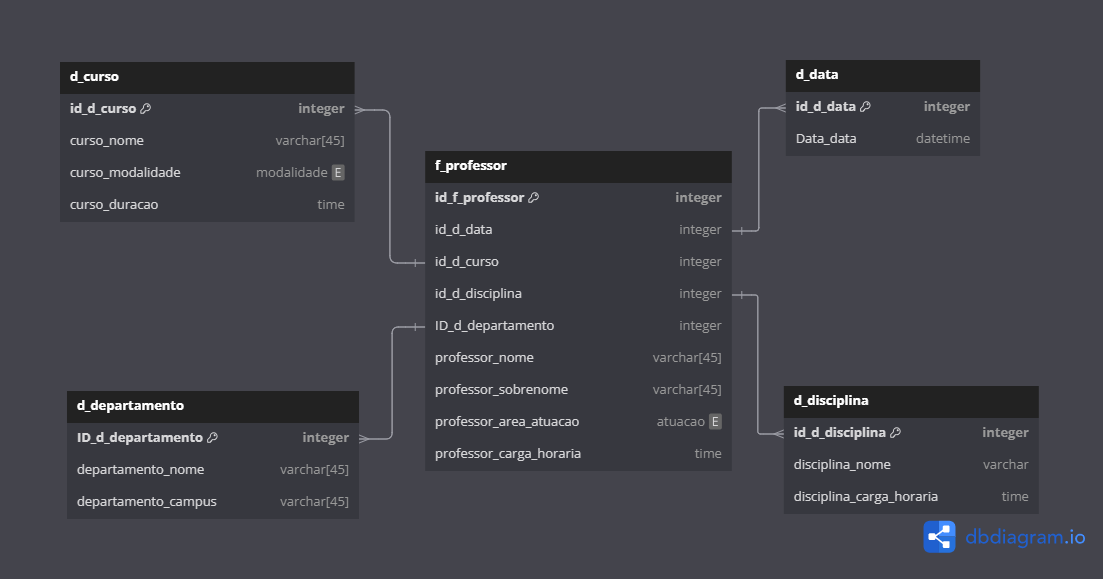 d_curso
id_d_curso integer
curso_nome varchar[45]
curso_modalidade modalidade E
curso_duracao time
d_data
id_d_data integer
Data_data datetime
f_professor
id_f_professor integer
id_d_data integer
id_d_curso integer
id_d_disciplina integer
ID_d_departamento integer
professor_nome varchar[45]
professor_sobrenome varchar[45]
professor_area_atuacao atuacao E
professor_carga_horaria time
d_departamento
ID_d_departamento integer
departamento_nome varchar[45]
departamento_campus varchar[45]
d_disciplina
id_d_disciplina integer
disciplina_nome varchar
disciplina_carga_horaria time
dbdiagram.io